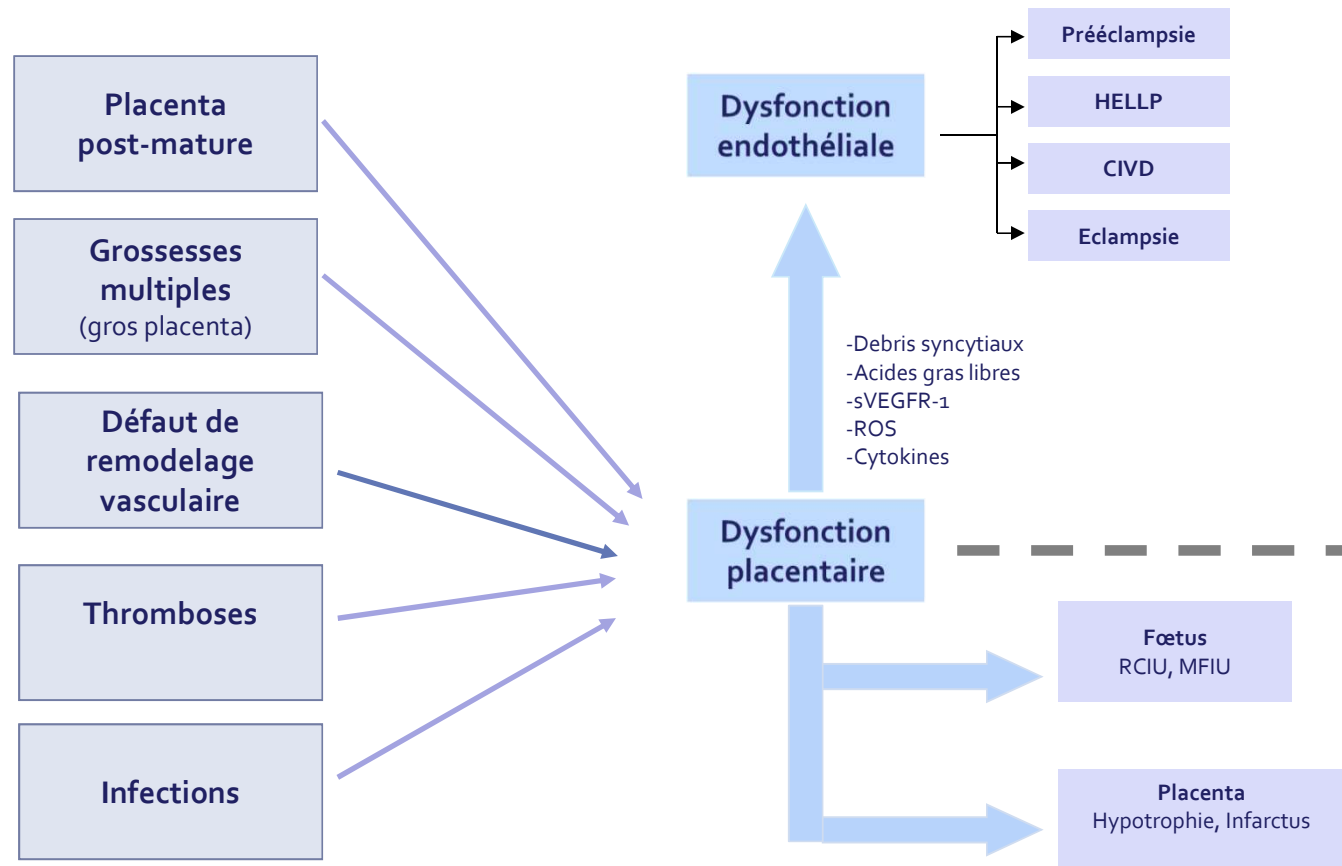 Placenta
post-mature
Grossesses
multiples
(gros placenta)
Défaut de
remodelage
vasculaire
Thromboses
Infections
Dysfonction
endothéliale
Prééclampsie
HELLP
CIVD
Eclampsie
-Debris syncytiaux
-Acides gras libres
-sVEGFR-1
-ROS
-Cytokines
Dysfonction
placentaire
Fœtus
RCIU, MFIU
Placenta
Hypotrophie, Infarctus